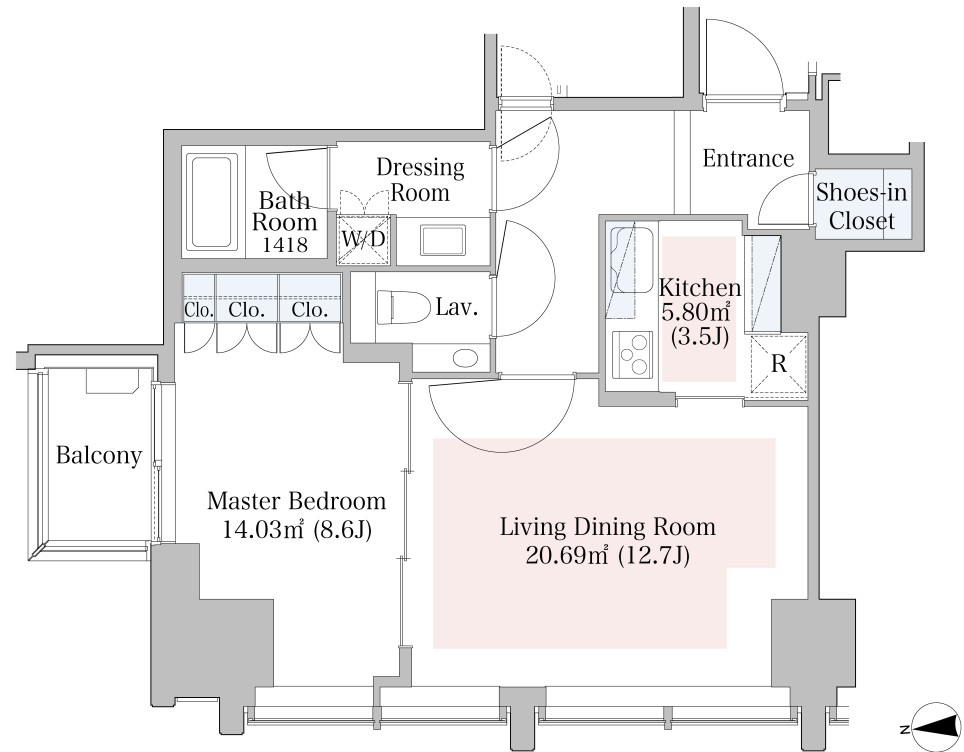 Entrance
Dressing
Room
Bath
Room
1418
W/D
Shoes-in
Closet
Clo.
Clo.
Clo.
Lav.
Kitchen
5.80㎡
(3.5J)
R
Balcony
Master Bedroom
14.03㎡ (8.6J)
Living Dining Room
20.69㎡ (12.7J)
N